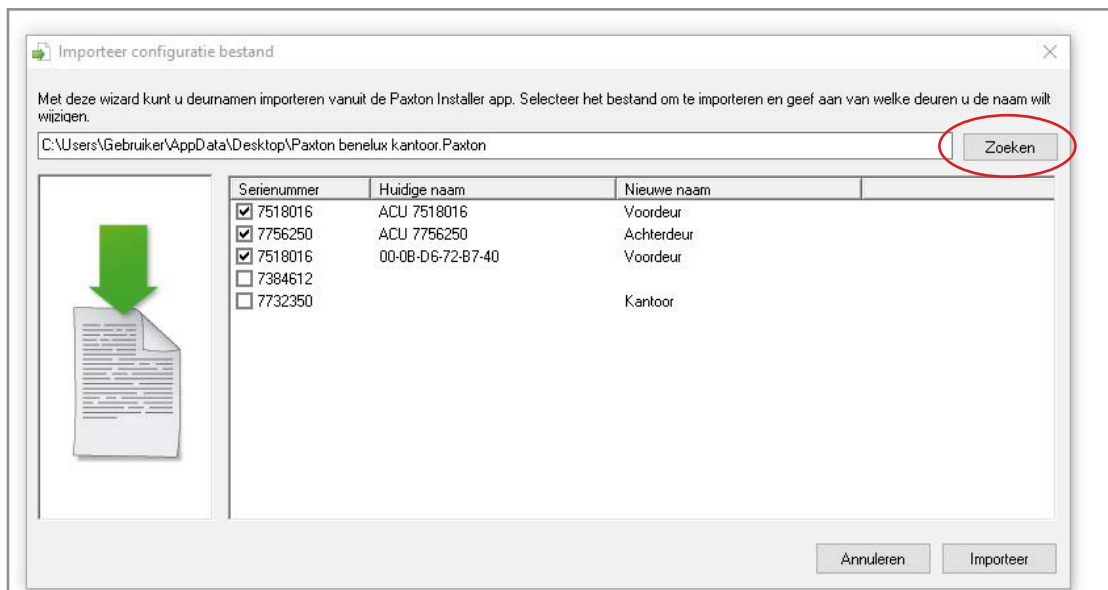 Importeer configuratie bestand
Met deze wizard kunt u deurnamen importeren vanuit de Paxton Installer app. Selecteer het bestand om te importeren en geef aan van welke deuren u de naam wilt
wijzigen.
C:\Users\Gebruiker\AppData\Desktop\Paxton benelux kantoor.Paxton Zoeken
Serienummer Huidige naam Nieuwe naam
7518016 ACU 7518016 Voordeur
7756250 ACU 7756250 Achterdeur
7518016 00-0B-D6-72-B7-40 Voordeur
7384612
7732350 Kantoor
Annuleren Importeer